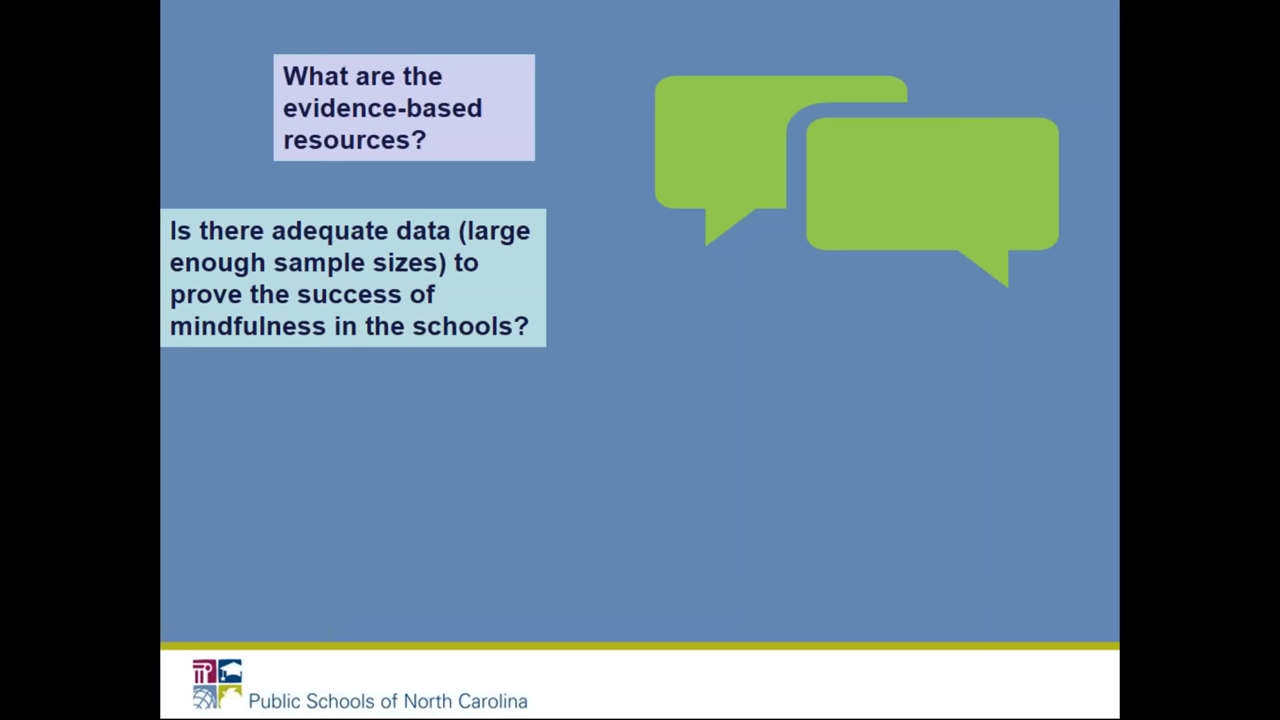 What are the
evidence-based
resources?
Is there adequate data (large
enough sample sizes) to
prove the success of
mindfulness in the schools?
Public Schools of North Carolina